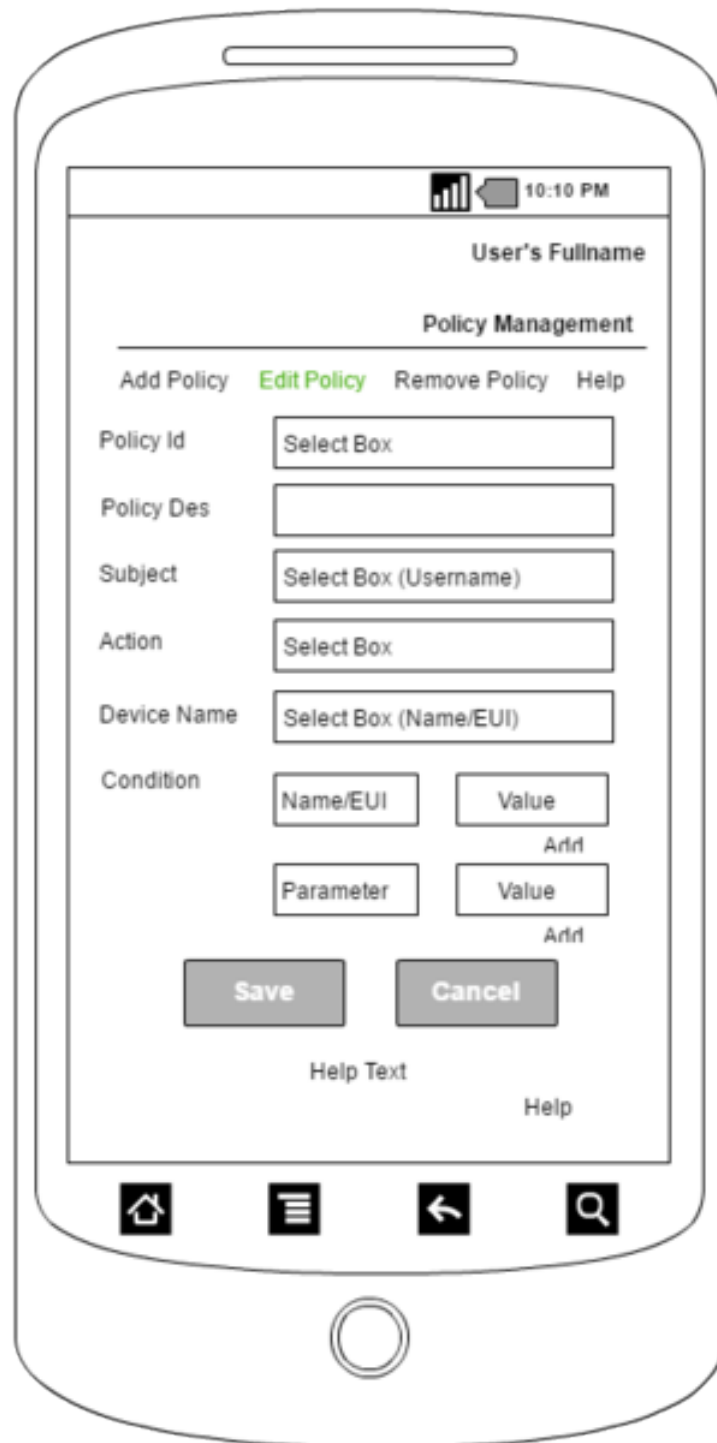 10:10 PM
User's Fullname
Policy Management
Add Policy Edit Policy Remove Policy Help
Policy Id Select Box
Policy Des
Subject Select Box (Username)
Action Select Box
Device Name Select Box (Name/EUI)
Condition Name/EUI Value
Add
Parameter Value
Add
Save Cancel
Help Text
Help